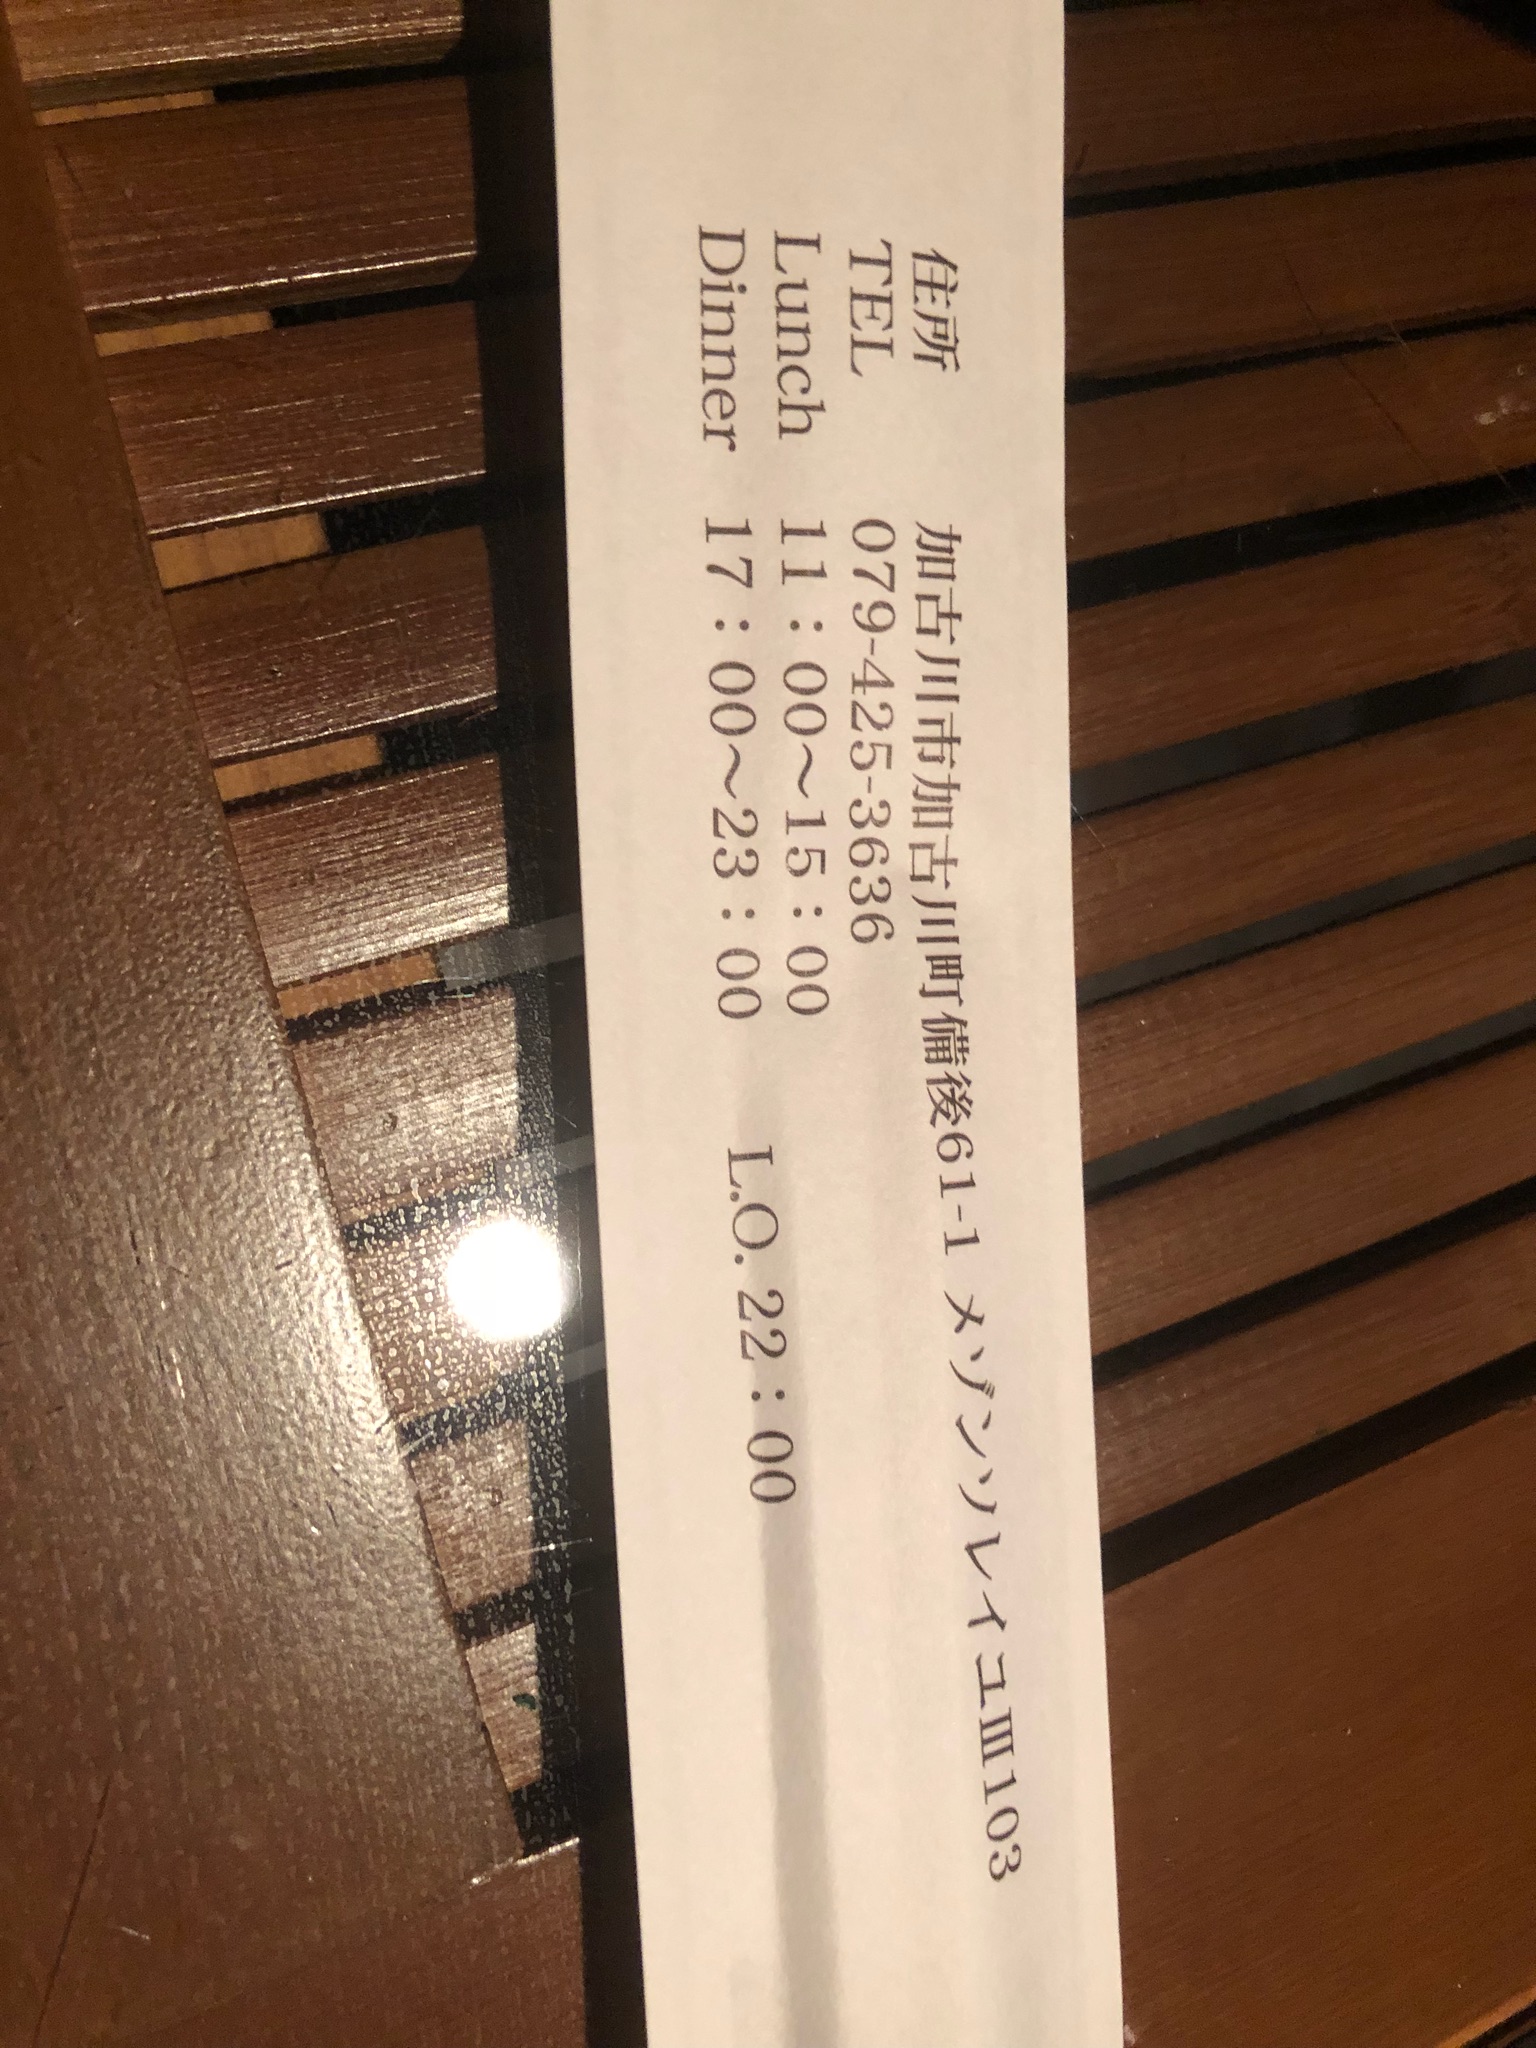 住所 加古川市加古川町備後61-1 メゾンソレイユⅢ103
TEL 079-425-3636
Lunch 11：00～15：00
Dinner 17：00～23：00 L.O. 22：00